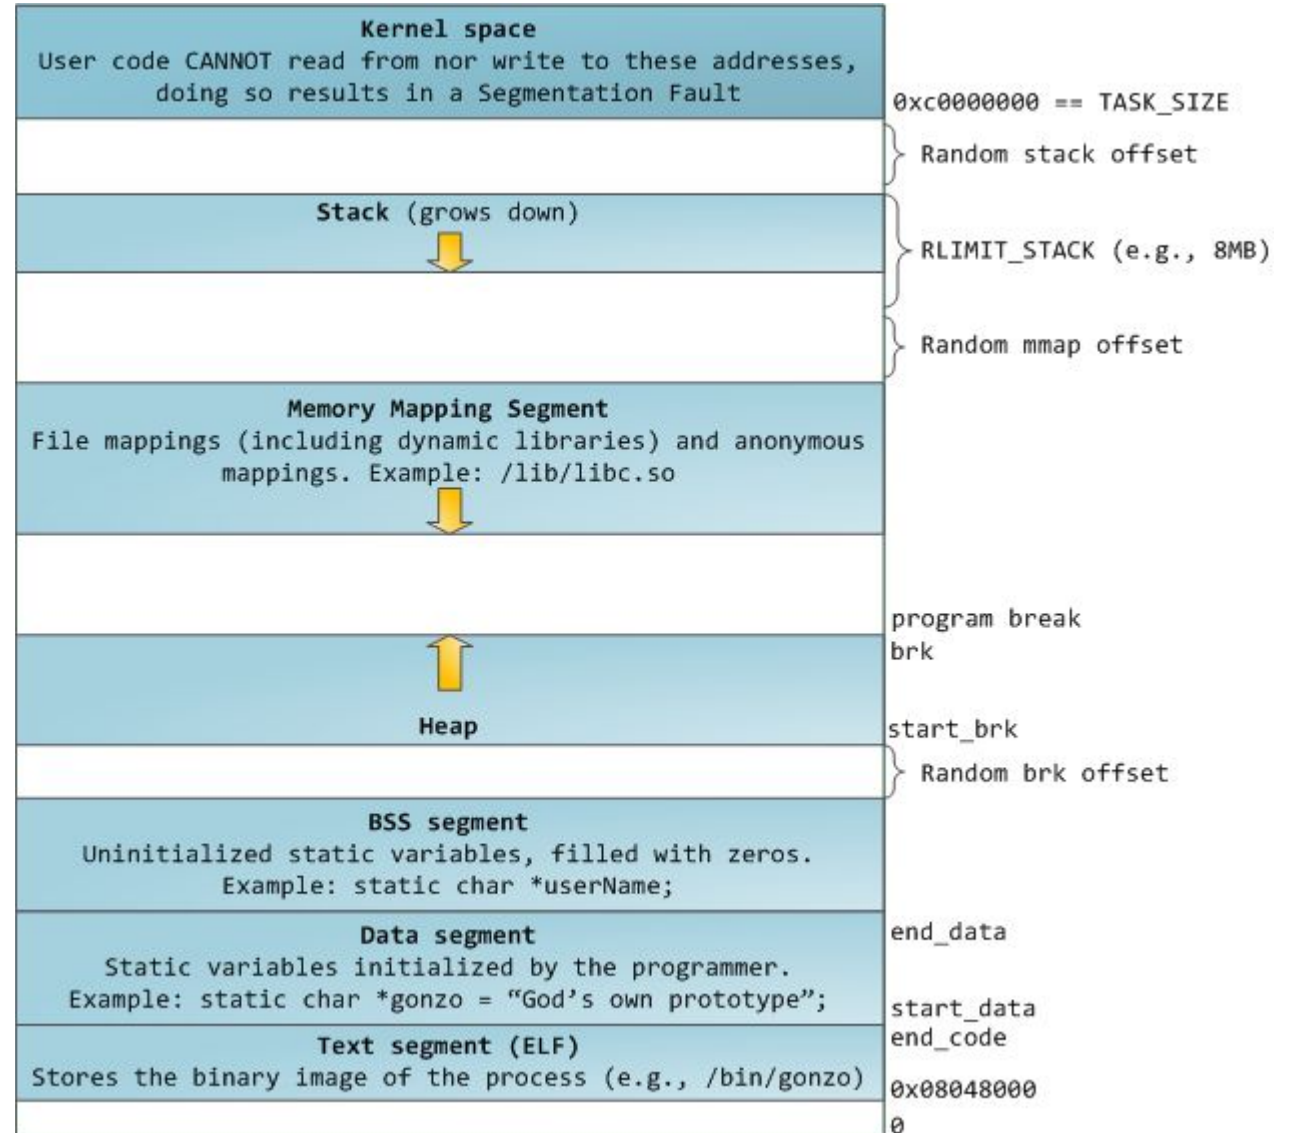 Kernel space
User code CANNOT read from nor write to these addresses,
doing so results in a Segmentation Fault
0xc0000000 == TASK_SIZE
Random stack offset
Stack (grows down)
RLIMIT_STACK (e.g., 8MB)
Random mmap offset
Memory Mapping Segment
File mappings (including dynamic libraries) and anonymous
mappings. Example: /lib/libc.so
program break
brk
Heap
start_brk
Random brk offset
BSS segment
Uninitialized static variables, filled with zeros.
Example: static char *userName;
Data segment
end_data
Static variables initialized by the programmer.
Example: static char *gonzo = “God’s own prototype”;
start_data
end_code
Text segment (ELF)
Stores the binary image of the process (e.g., /bin/gonzo)
0x08048000
0